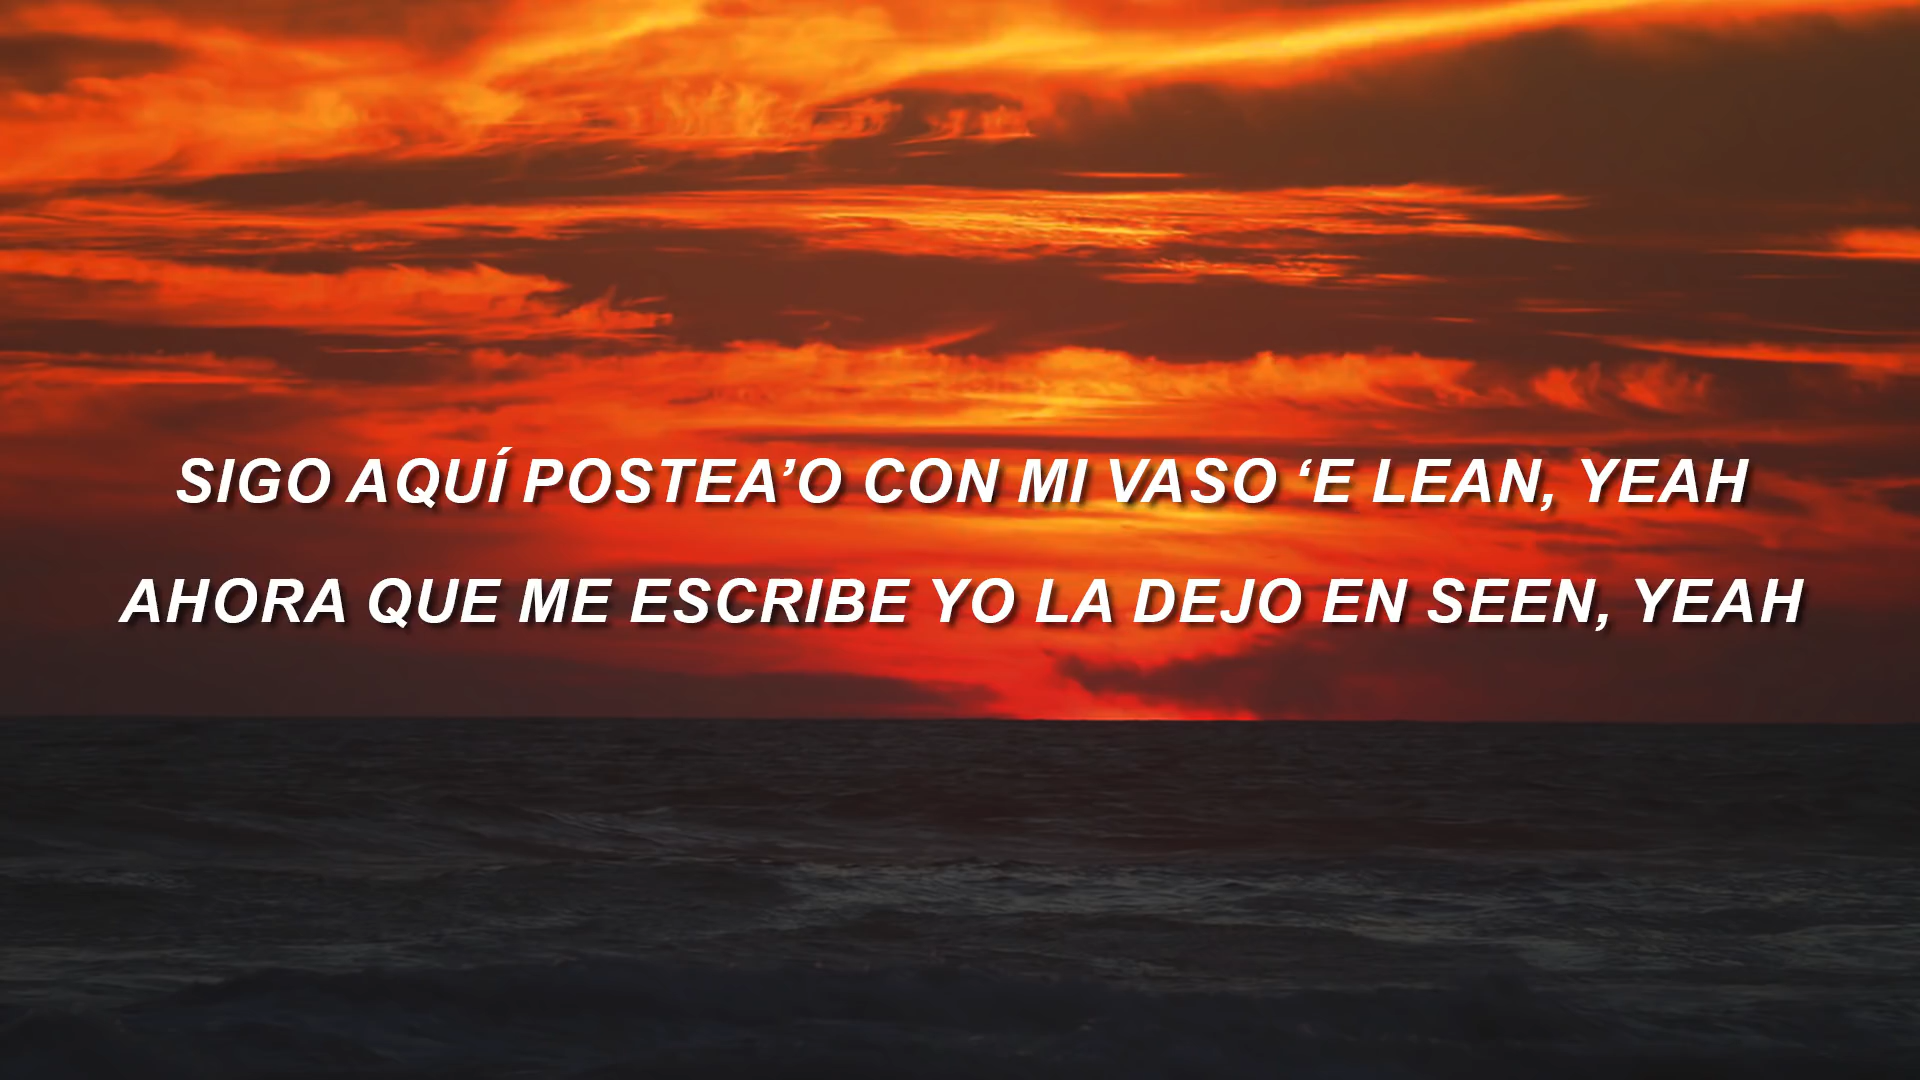 SIGO AQUÍ POSTEA’O CON MI VASO ‘E LEAN, YEAH
AHORA QUE ME ESCRIBE YO LA DEJO EN SEEN, YEAH